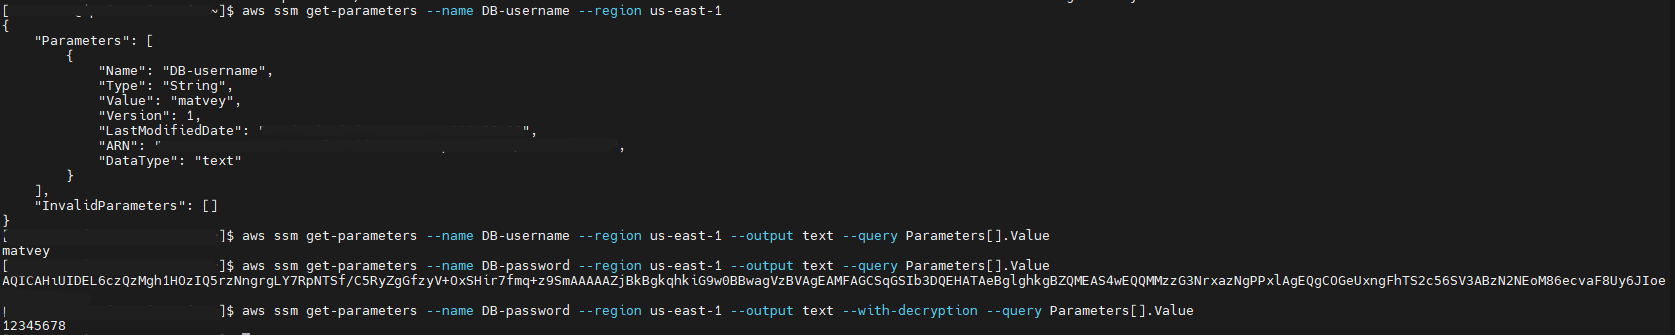 [ ~]$ aws ssm get-parameters --name DB-username --region us-east-1
{
    "Parameters": [
        {
            "Name": "DB-username",
            "Type": "String",
            "Value": "matvey",
            "Version": 1,
            "LastModifiedDate": " ",
            "ARN": " ,
            "DataType": "text"
        }
    ],
    "InvalidParameters": []
}
[ ]$ aws ssm get-parameters --name DB-username --region us-east-1 --output text --query Parameters[].Value
matvey
[ ]$ aws ssm get-parameters --name DB-password --region us-east-1 --output text --query Parameters[].Value
AQICAHiUIDEL6czQzMgh1HOzIQ5rzNngrgLY7RpNTSf/C5RyZgGfzyV+OxSHir7fmq+z9SmAAAAAZjBkBgkqhkiG9w0BBwagVzBVAgEAMFAGCSqGSIb3DQEHATAeBglghkgBZQMEAS4wEQQMMzzG3NrxazNgPPxlAgEQgCOGeUxngFhTS2c56SV3ABzN2NEoM86ecvaF8Uy6JIoe
]$ aws ssm get-parameters --name DB-password --region us-east-1 --output text --with-decryption --query Parameters[].Value
12345678